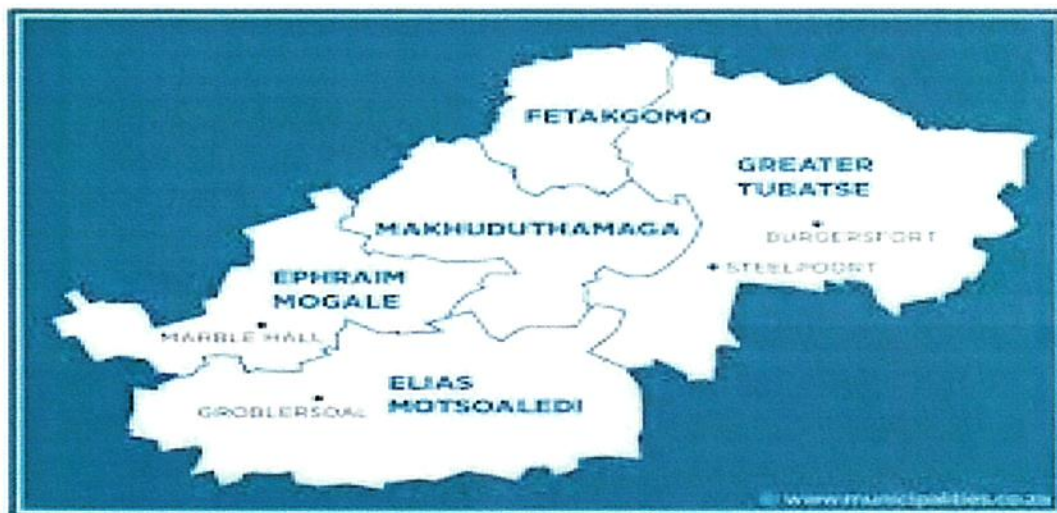 FETAKGOMO
GREATER
TUBATSE
MAKHUDUTHAMAGA
BURGERSFORT
STEELPOORT
EPHRAIM
MOGALE
MARBLE HALL
ELIAS
MOTSOALEDI
GROBLERSDAL
© www.municipalities.co.za